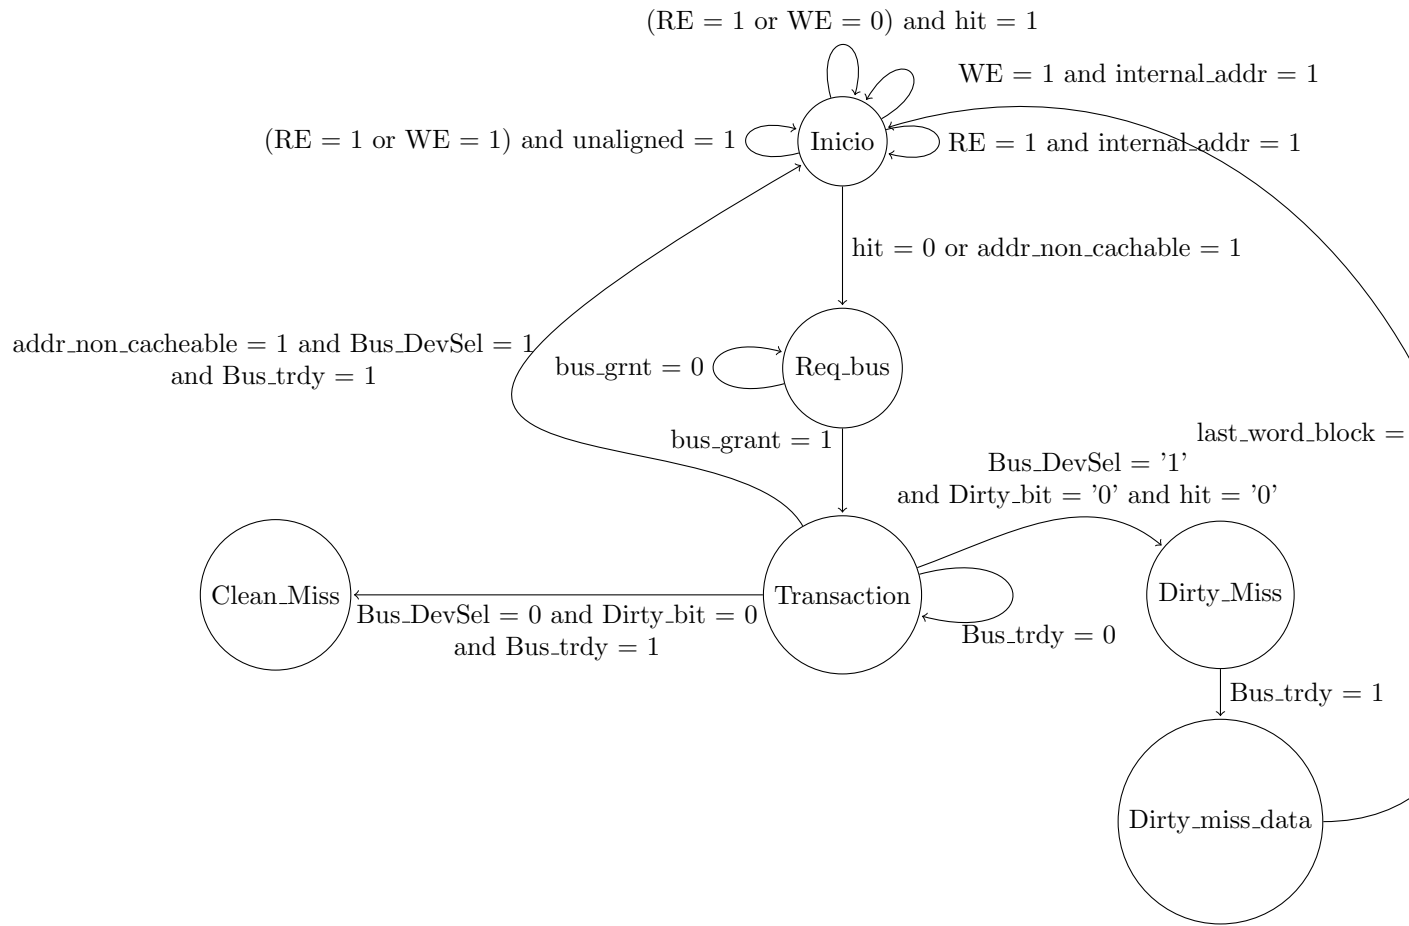 (RE = 1 or WE = 0) and hit = 1
WE = 1 and internal_addr = 1
(RE = 1 or WE = 1) and unaligned = 1
Inicio
RE = 1 and internal_addr = 1
hit = 0 or addr_non_cachable = 1
addr_non_cacheable = 1 and Bus_DevSel = 1
and Bus_trdy = 1
bus_grnt = 0
Req_bus
bus_grant = 1
last_word_block =
Bus_DevSel = '1'
and Dirty_bit = '0' and hit = '0'
Clean_Miss
Bus_DevSel = 0 and Dirty_bit = 0
and Bus_trdy = 1
Transaction
Bus_trdy = 0
Dirty_Miss
Bus_trdy = 1
Dirty_miss_data